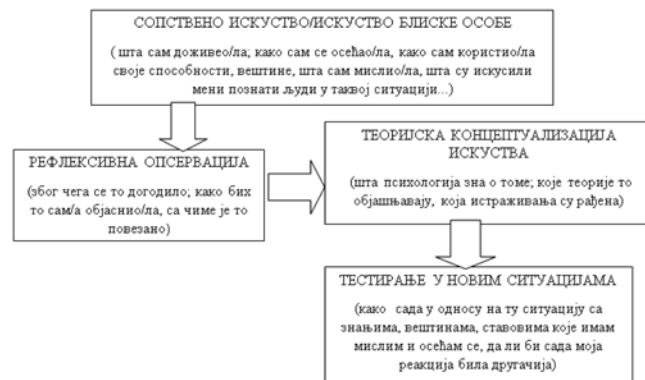 СОПСТВЕНО ИСКУСТВО/ИСКУСТВО БЛИСКЕ ОСОБЕ
( шта сам доживео/ла; како сам се осећао/ла, како сам користио/ла
своје способности, вештине, шта сам мислио/ла, шта су искусили
мени познати људи у таквој ситуацији...)
РЕФЛЕКСИВНА ОПСЕРВАЦИЈА
(због чега се то догодило; како бих
то сам/а објаснио/ла, са чиме је то
повезано)
ТЕОРИЈСКА КОНЦЕПТУАЛИЗАЦИЈА
ИСКУСТВА
(шта психологија зна о томе; које теорије то
објашњавају, која истраживања су рађена)
ТЕСТИРАЊЕ У НОВИМ СИТУАЦИЈАМА
(како сада у односу на ту ситуацију са
знањима, вештинама, ставовима које имам
мислим и осећам се, да ли би сада моја
реакција била другачија)